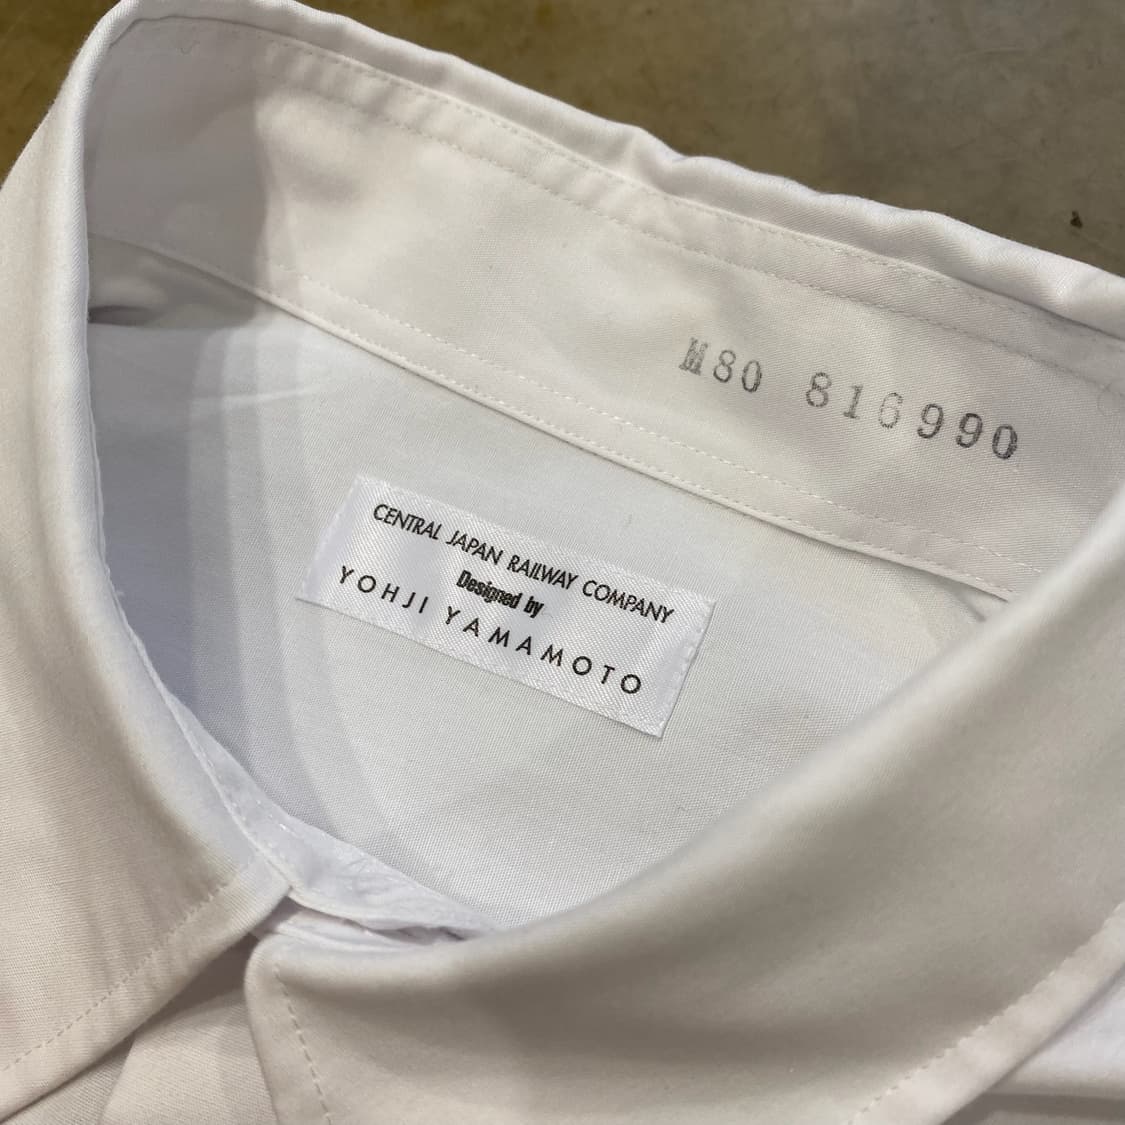 M80 816990
CENTRAL JAPAN RAILWAY COMPANY
Designed by
YOHJI YAMAMOTO